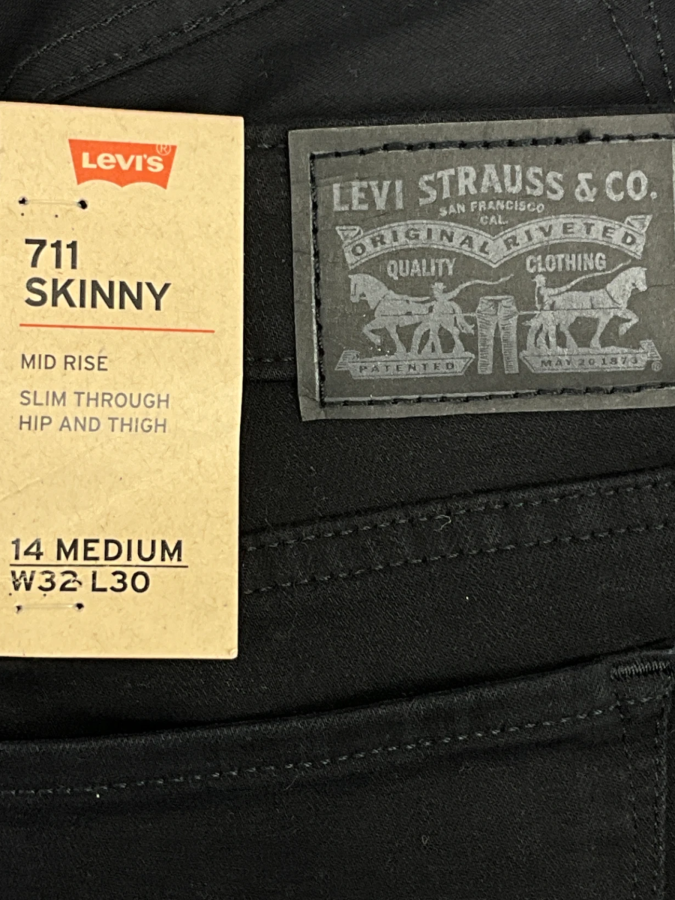 LEVI'S®
711
SKINNY
MID RISE
SLIM THROUGH
HIP AND THIGH
14 MEDIUM
W32 L30
LEVI STRAUSS & CO.
SAN FRANCISCO
CAL.
ORIGINAL RIVETED
QUALITY CLOTHING
PATENTED MAY 20 1873 ®